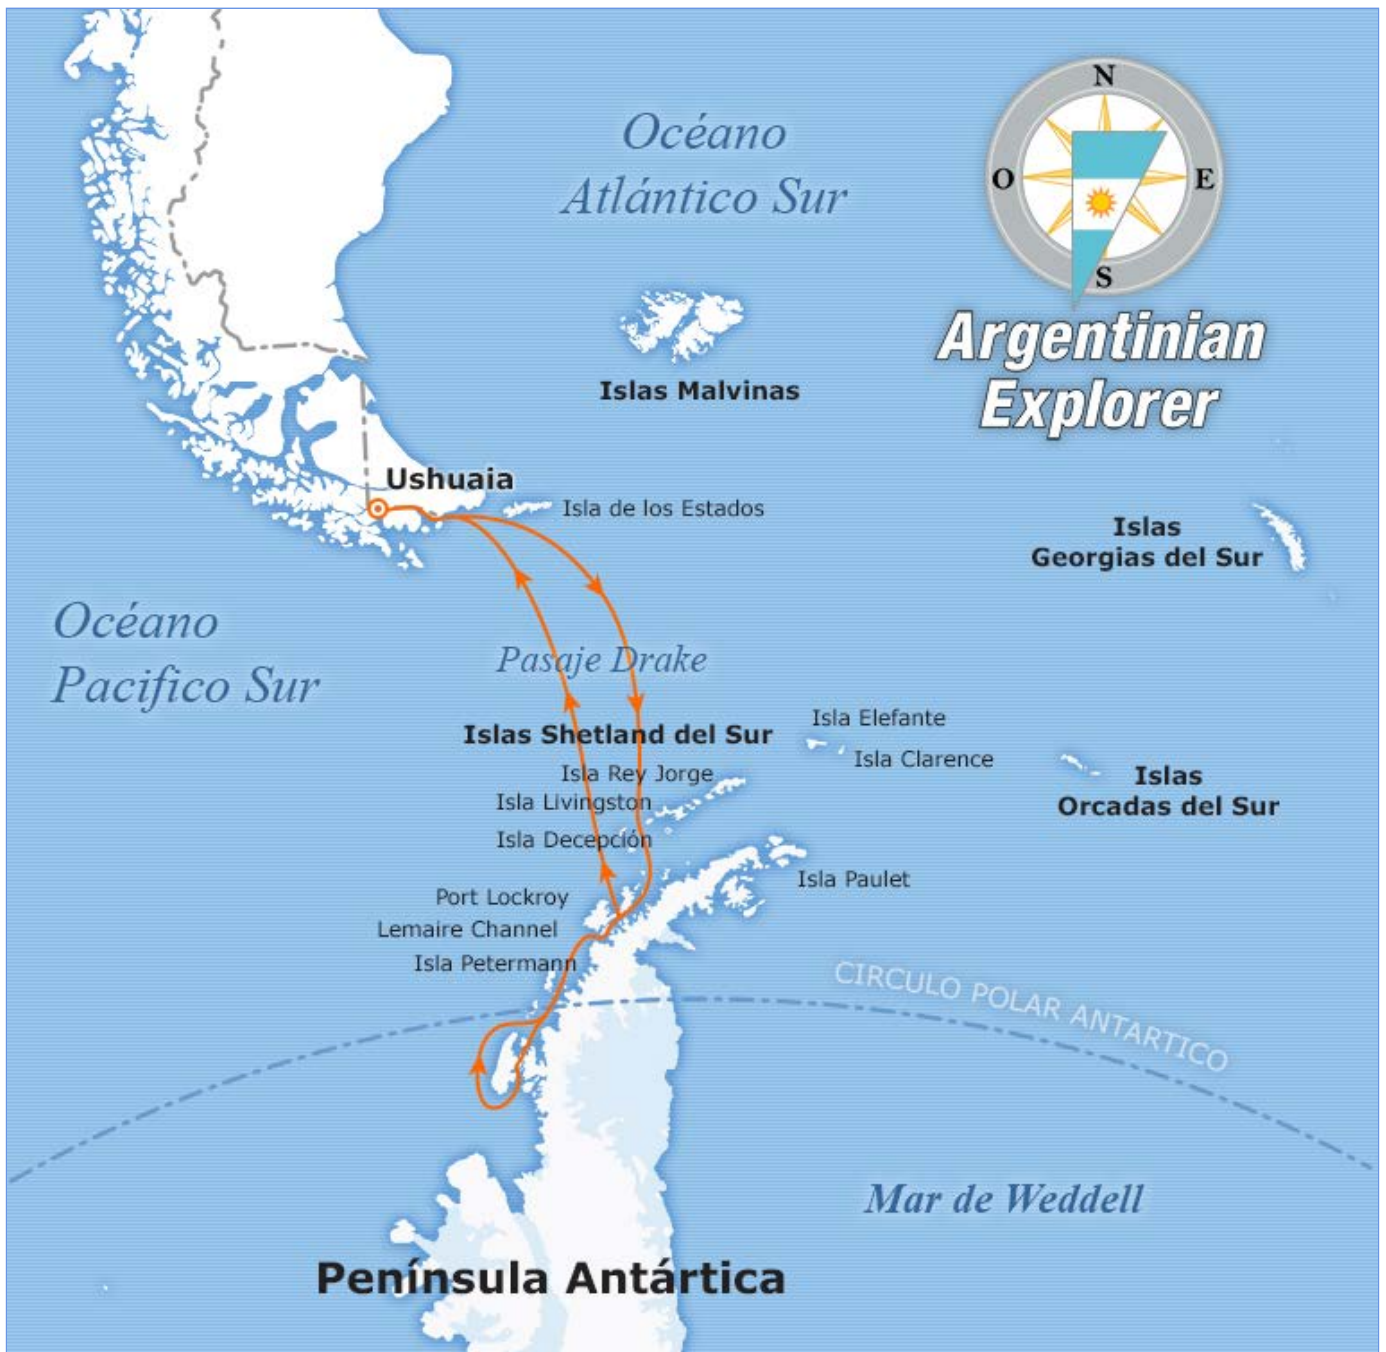 N
Océano
Atlántico Sur
O
E
S
Argentinian
Explorer
Islas Malvinas
Ushuaia
Isla de los Estados
Islas
Georgias del Sur
Océano
Pacifico Sur
Pasaje Drake
Islas Shetland del Sur
Isla Elefante
Isla Clarence
Isla Rey Jorge
Islas
Orcadas del Sur
Isla Livingston
Isla Decepción
Isla Paulet
Port Lockroy
Lemaire Channel
Isla Petermann
CIRCULO POLAR ANTARTICO
Mar de Weddell
Península Antártica